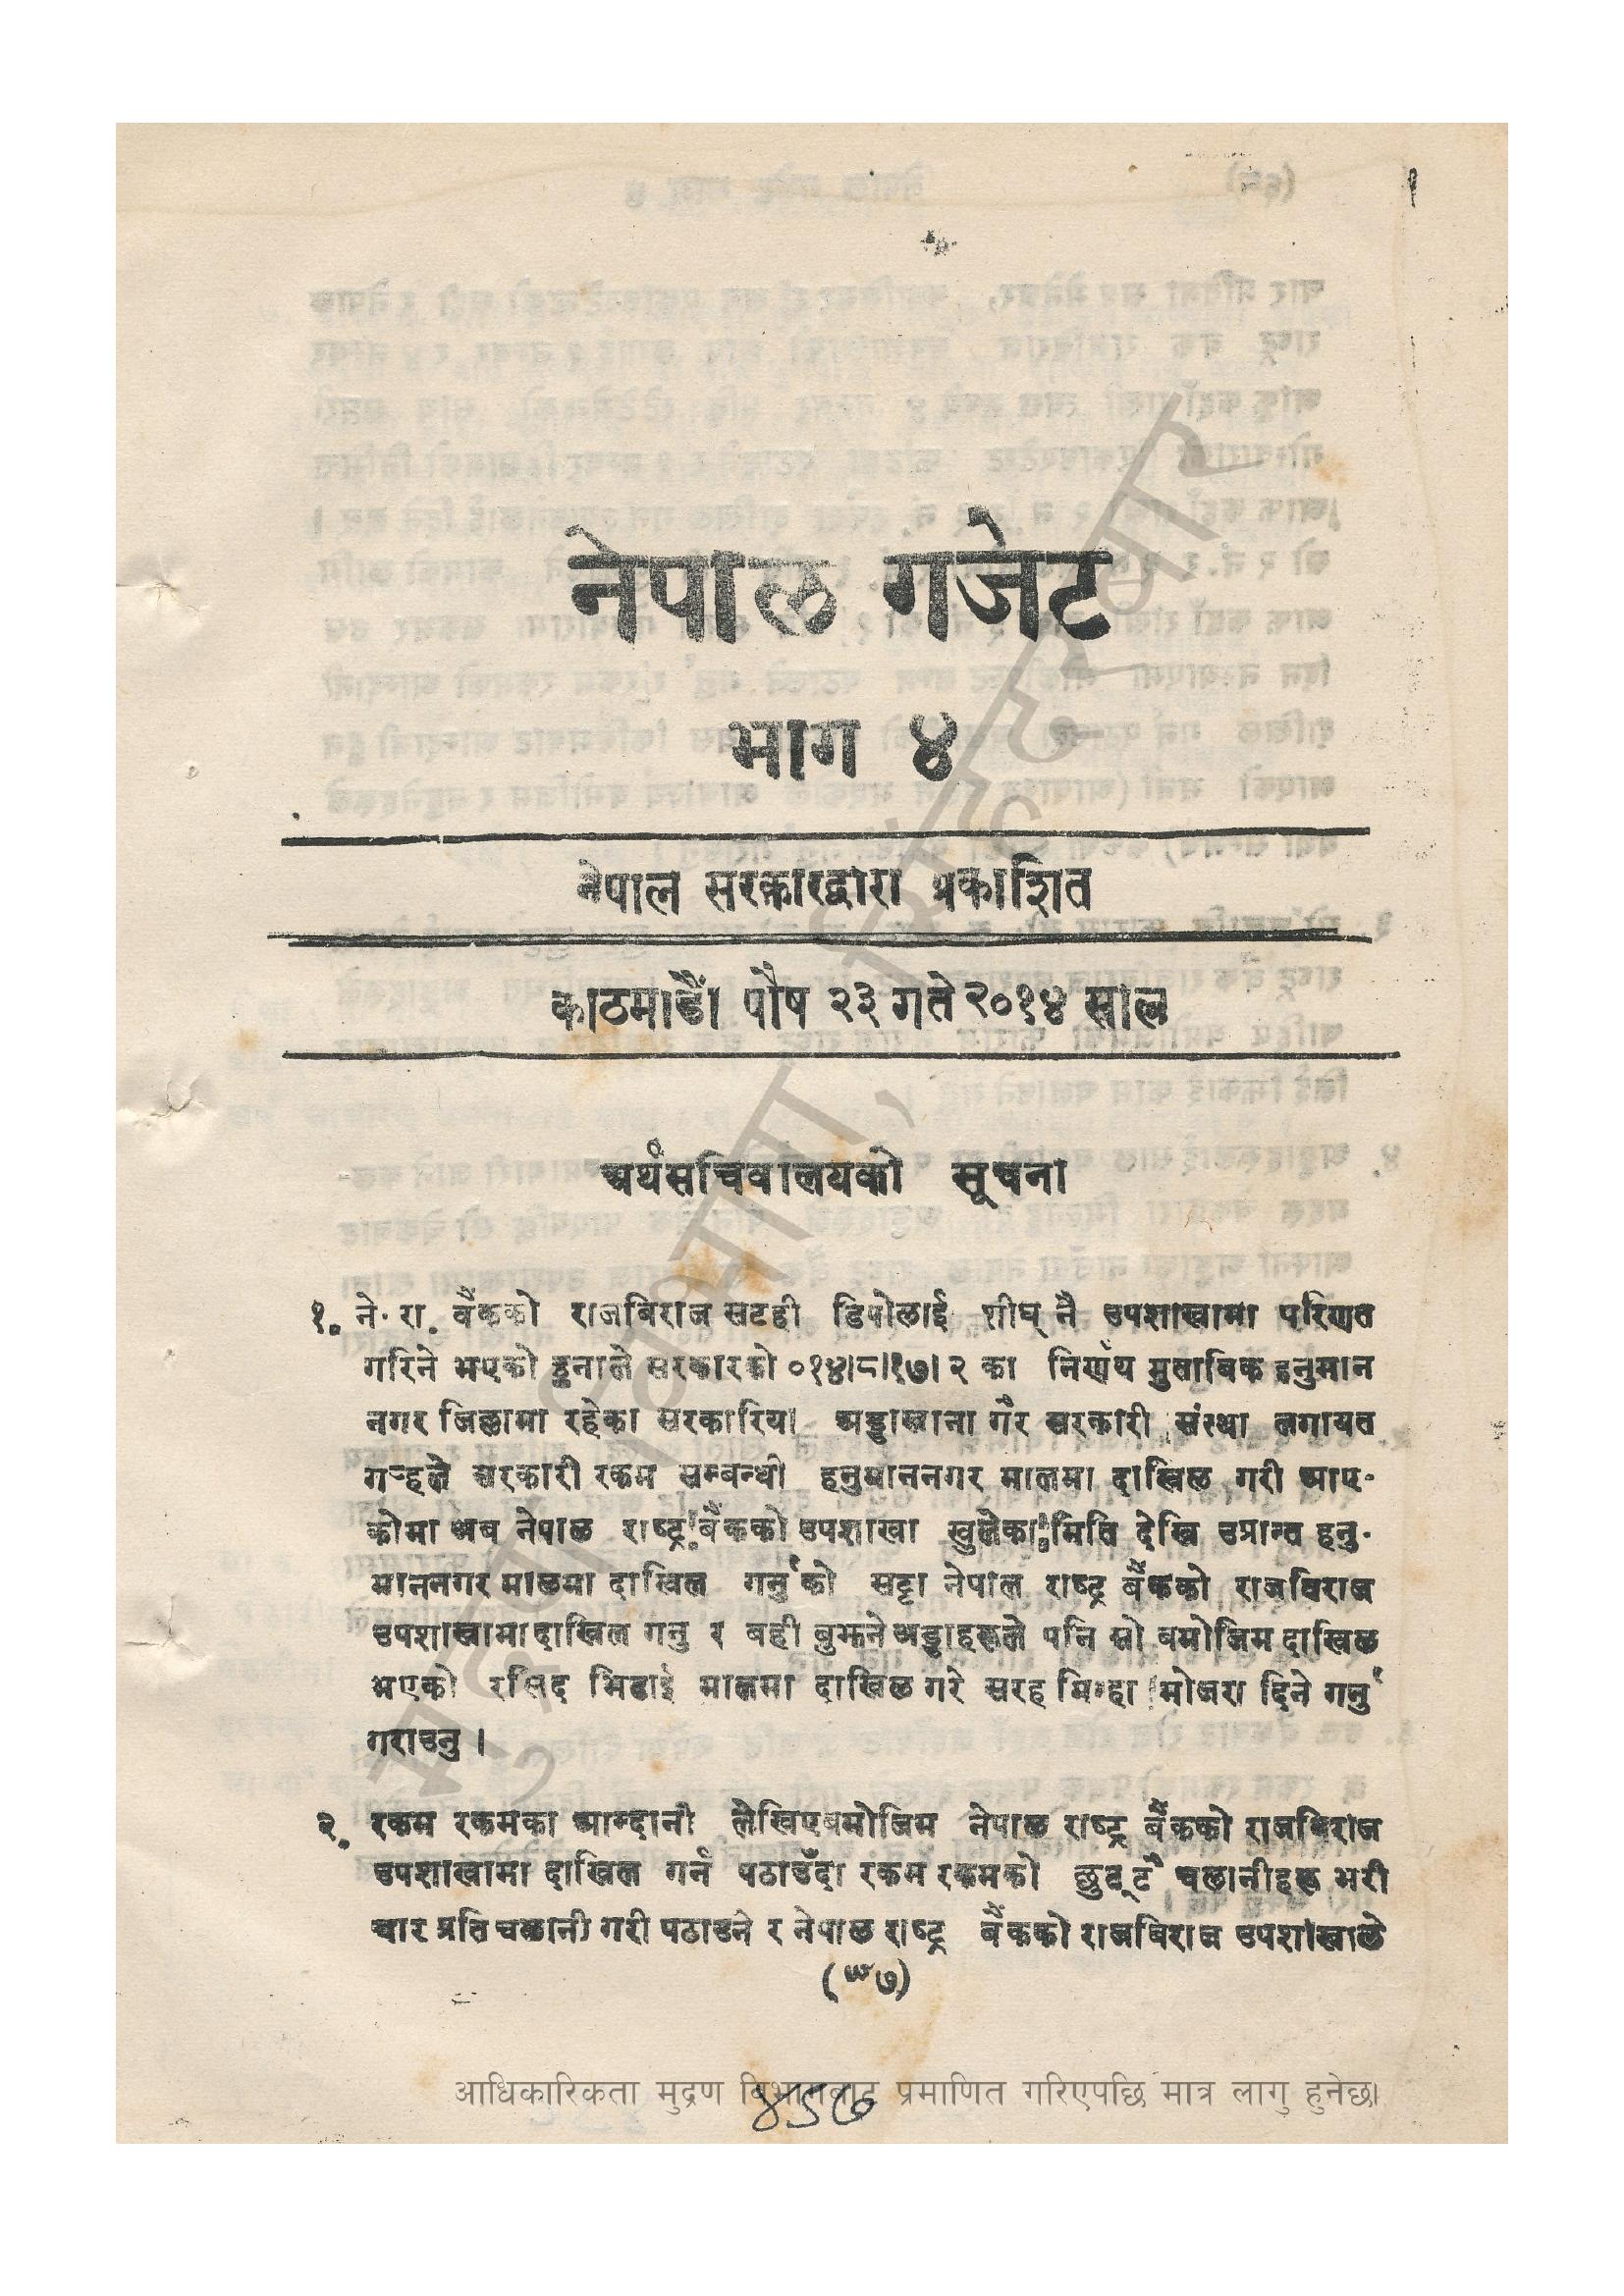 नेपाल गजेट
भाग ४
नेपाल सरकारद्वारा प्रकाशित
काठमाडौं पौष २३ गते २०१४ साल
अर्थसचिवालयको सूचना
१. ने. रा. बैंकको राजबिराज सटही डिपोलाई शीघ्र नै उपशाखामा परिणत
गरिने भएको हुनाले सरकारको ०१४।८।१७।२ का निर्णय मुताबिक हनुमान
नगर जिल्लामा रहेका सरकारिया अड्डाखाना गैर सरकारी संस्था लगायत
गर्‍हले सरकारी रकम सम्बन्धी हनुमाननगर मालमा दाखिल गरी आए-
कोमा अब नेपाल राष्ट्र बैंकको उपशाखा खुलेका मिति देखि उप्रान्त हनु-
माननगर मालमा दाखिल गर्नुको सट्टा नेपाल राष्ट्र बैंकको राजविराज
उपशाखामा दाखिल गर्नु र बही बुझ्ने अड्डाहरूले पनि सो बमोजिम दाखिल
भएको रसिद भिडाई मालमा दाखिल गरे सरह मिन्हा मोजरा दिने गर्नु
गराउनु ।
२. रकम रकमका आम्दानी लेखिएबमोजिम नेपाल राष्ट्र बैंकको राजबिराज
उपशाखामा दाखिल गर्न पठाउँदा रकम रकमको छुट्टै चलानीहरू भरी
चार प्रति चलानी गरी पठाउने र नेपाल राष्ट्र बैंकको राजबिराज उपशाखाले
(६७)
आधिकारिकता मुद्रण विभागबाट प्रमाणित गरिएपछि मात्र लागु हुनेछ।